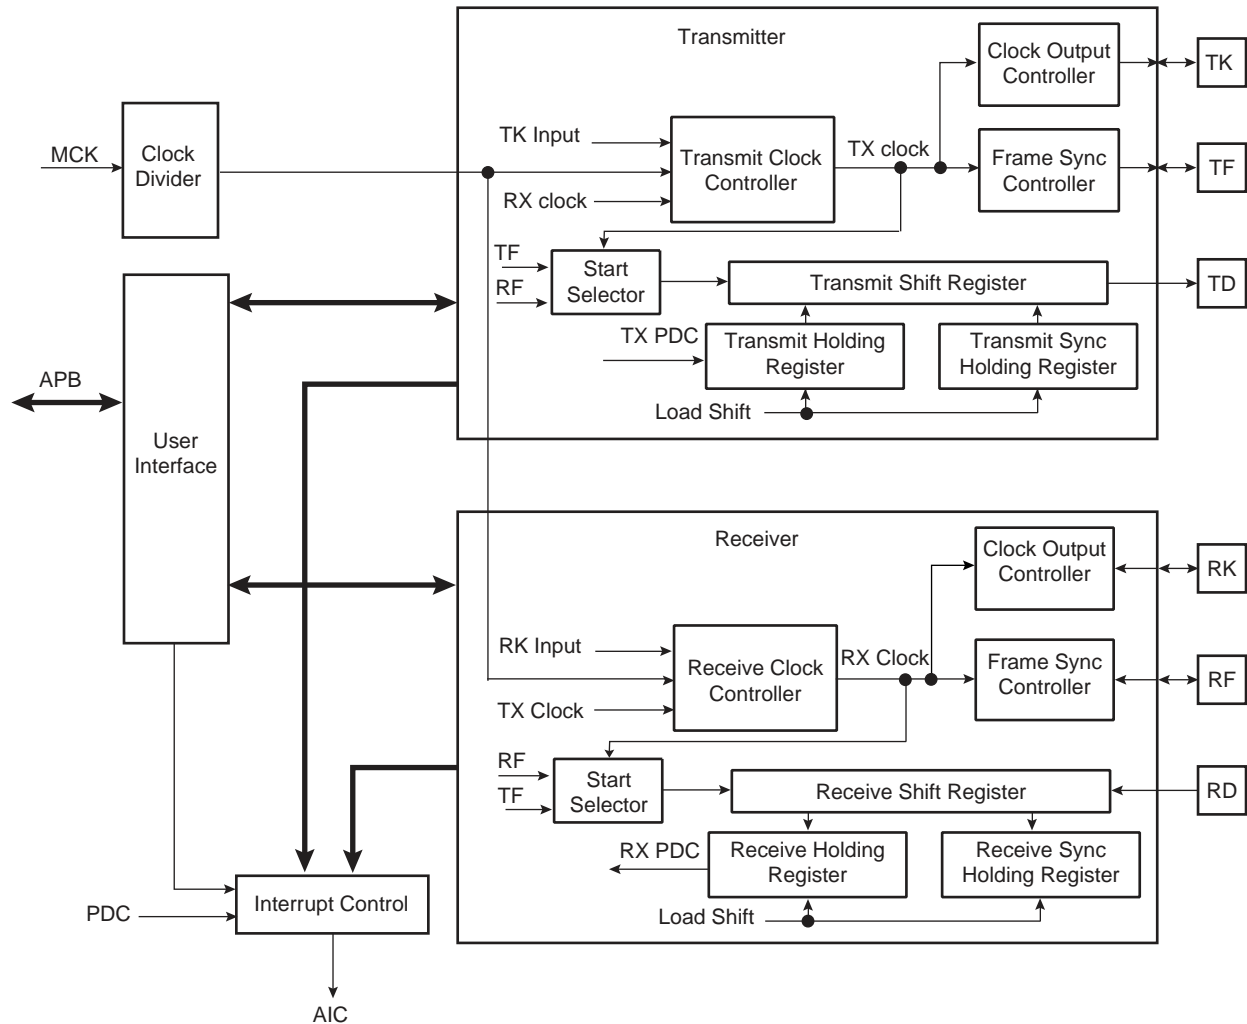 Transmitter
Clock Output
Controller
TK
MCK
Clock
Divider
TK Input
Transmit Clock
Controller
TX clock
Frame Sync
Controller
TF
RX clock
TF
RF
Start
Selector
Transmit Shift Register
TD
TX PDC
Transmit Holding
Register
Transmit Sync
Holding Register
Load Shift
APB
User
Interface
Receiver
Clock Output
Controller
RK
RK Input
Receive Clock
Controller
RX Clock
Frame Sync
Controller
RF
TX Clock
RF
TF
Start
Selector
Receive Shift Register
RD
RX PDC
Receive Holding
Register
Receive Sync
Holding Register
Load Shift
PDC
Interrupt Control
AIC